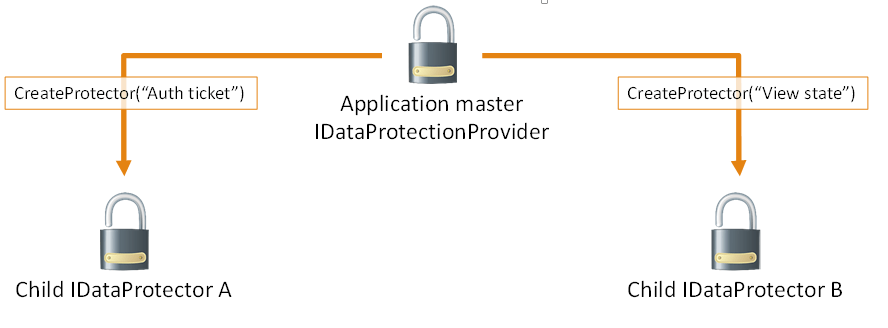 CreateProtector(“Auth ticket”)
CreateProtector(“View state”)
Application master
IDataProtectionProvider
Child IDataProtector A
Child IDataProtector B